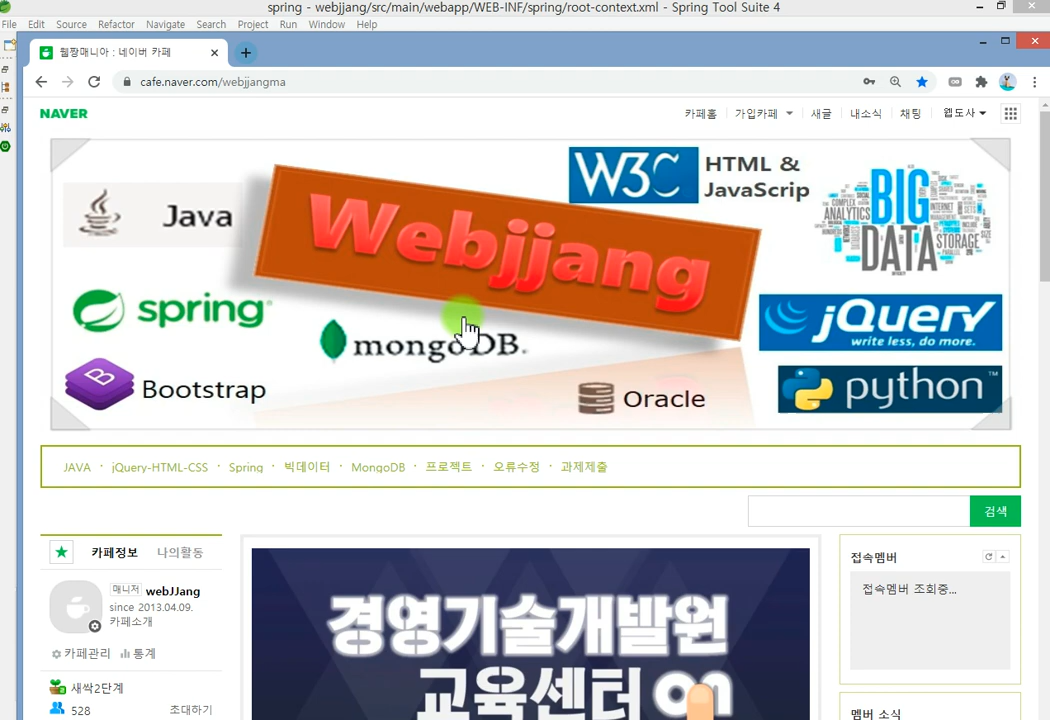 spring - webjjang/src/main/webapp/WEB-INF/spring/root-context.xml - Spring Tool Suite 4
File Edit Source Refactor Navigate Search Project Run Window Help
웹짱매니아 : 네이버 카페
cafe.naver.com/webjjangma
NAVER 카페홈 가입카페 새글 내소식 채팅 웹도사
W3C HTML &
JavaScrip
Java
Webjjang
BIG DATA
COMPLEX
ANALYTICS
STORAGE
spring
mongoDB.
jQuery
write less, do more.
Bootstrap
Oracle
python™
JAVA · jQuery-HTML-CSS · Spring · 빅데이터 · MongoDB · 프로젝트 · 오류수정 · 과제제출
검색
카페정보 나의활동
매니저 webJJang
since 2013.04.09.
카페소개
카페관리 통계
새싹2단계
528 초대하기
경영기술개발원
교육센터 on
접속멤버
접속멤버 조회중...
멤버 소식